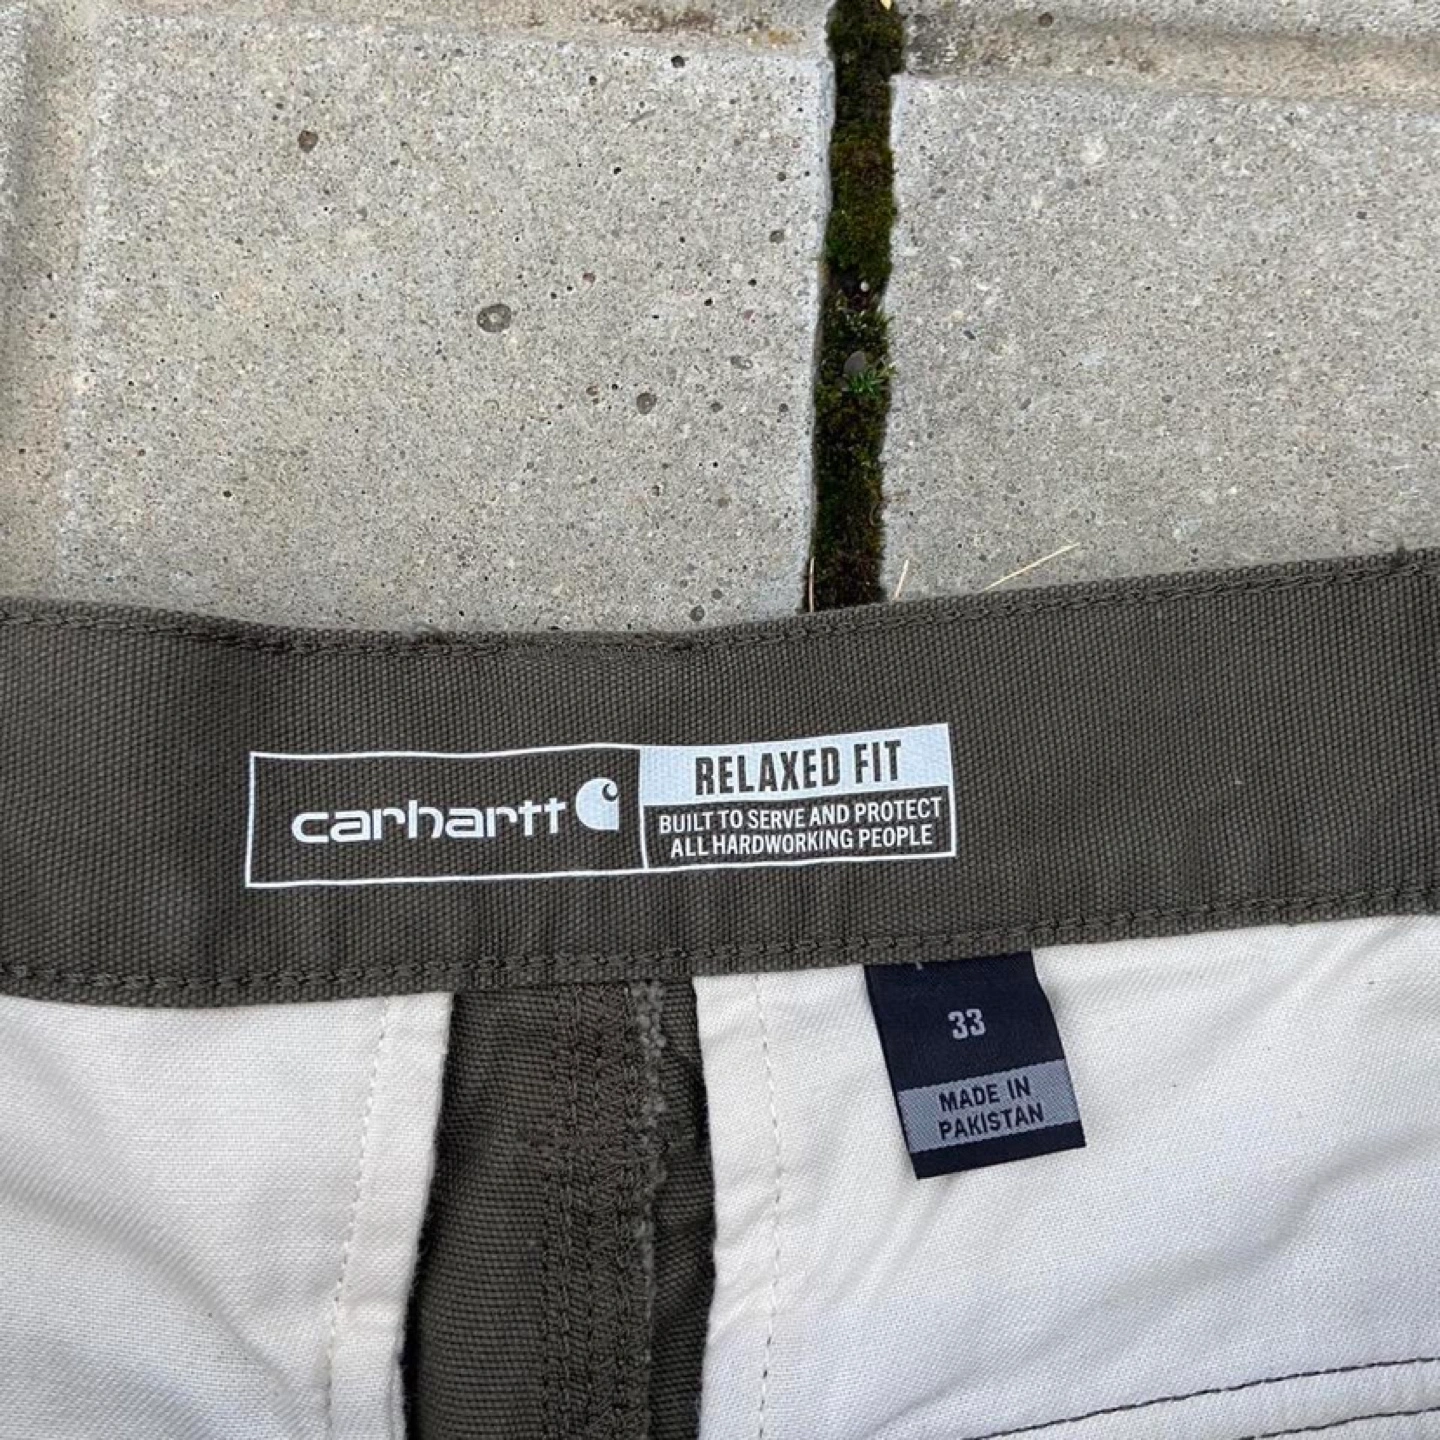 carhartt
RELAXED FIT
BUILT TO SERVE AND PROTECT
ALL HARDWORKING PEOPLE
33
MADE IN
PAKISTAN